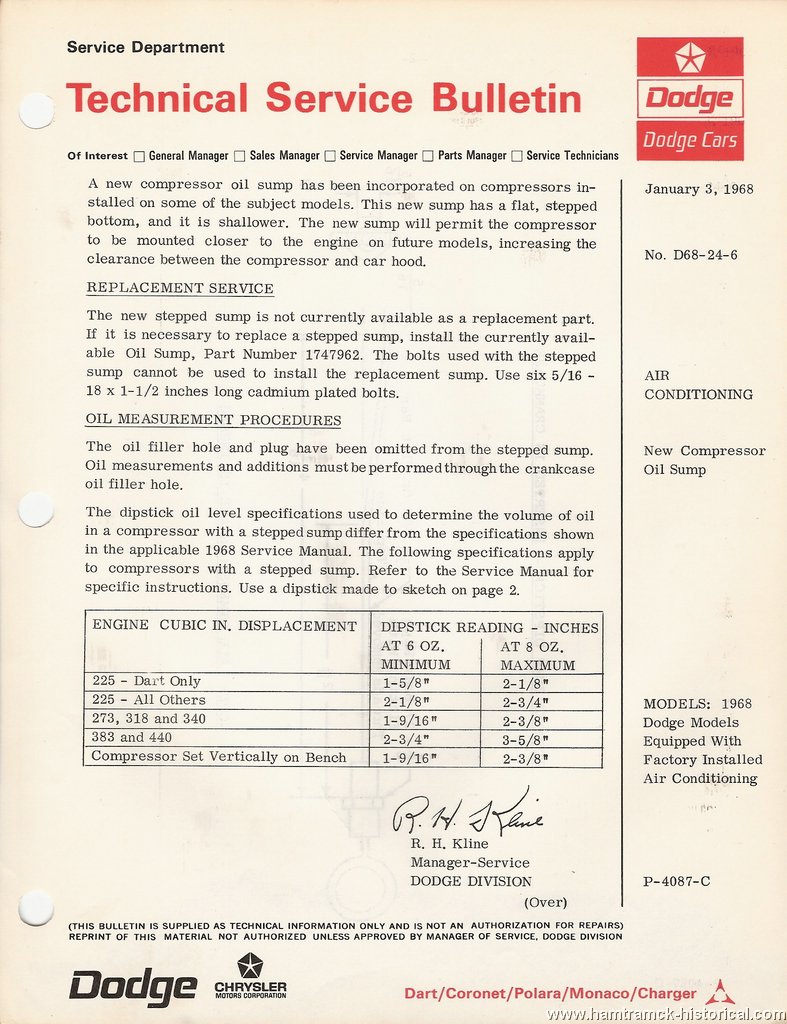 Service Department
Technical Service Bulletin
Dodge
Dodge Cars
Of Interest □ General Manager □ Sales Manager □ Service Manager □ Parts Manager □ Service Technicians
A new compressor oil sump has been incorporated on compressors in-
stalled on some of the subject models. This new sump has a flat, stepped
bottom, and it is shallower. The new sump will permit the compressor
to be mounted closer to the engine on future models, increasing the
clearance between the compressor and car hood.
REPLACEMENT SERVICE
The new stepped sump is not currently available as a replacement part.
If it is necessary to replace a stepped sump, install the currently avail-
able Oil Sump, Part Number 1747962. The bolts used with the stepped
sump cannot be used to install the replacement sump. Use six 5/16 -
18 x 1-1/2 inches long cadmium plated bolts.
OIL MEASUREMENT PROCEDURES
The oil filler hole and plug have been omitted from the stepped sump.
Oil measurements and additions must be performed through the crankcase
oil filler hole.
The dipstick oil level specifications used to determine the volume of oil
in a compressor with a stepped sump differ from the specifications shown
in the applicable 1968 Service Manual. The following specifications apply
to compressors with a stepped sump. Refer to the Service Manual for
specific instructions. Use a dipstick made to sketch on page 2.
ENGINE CUBIC IN. DISPLACEMENT DIPSTICK READING - INCHES
AT 6 OZ. AT 8 OZ.
MINIMUM MAXIMUM
225 - Dart Only 1-5/8" 2-1/8"
225 - All Others 2-1/8" 2-3/4"
273, 318 and 340 1-9/16" 2-3/8"
383 and 440 2-3/4" 3-5/8"
Compressor Set Vertically on Bench 1-9/16" 2-3/8"
R. H. Kline
R. H. Kline
Manager-Service
DODGE DIVISION
(Over)
January 3, 1968
No. D68-24-6
AIR
CONDITIONING
New Compressor
Oil Sump
MODELS: 1968
Dodge Models
Equipped With
Factory Installed
Air Conditioning
P-4087-C
(THIS BULLETIN IS SUPPLIED AS TECHNICAL INFORMATION ONLY AND IS NOT AN AUTHORIZATION FOR REPAIRS)
REPRINT OF THIS MATERIAL NOT AUTHORIZED UNLESS APPROVED BY MANAGER OF SERVICE, DODGE DIVISION
Dodge
CHRYSLER
MOTORS CORPORATION
Dart/Coronet/Polara/Monaco/Charger
www.hamtramck-historical.com